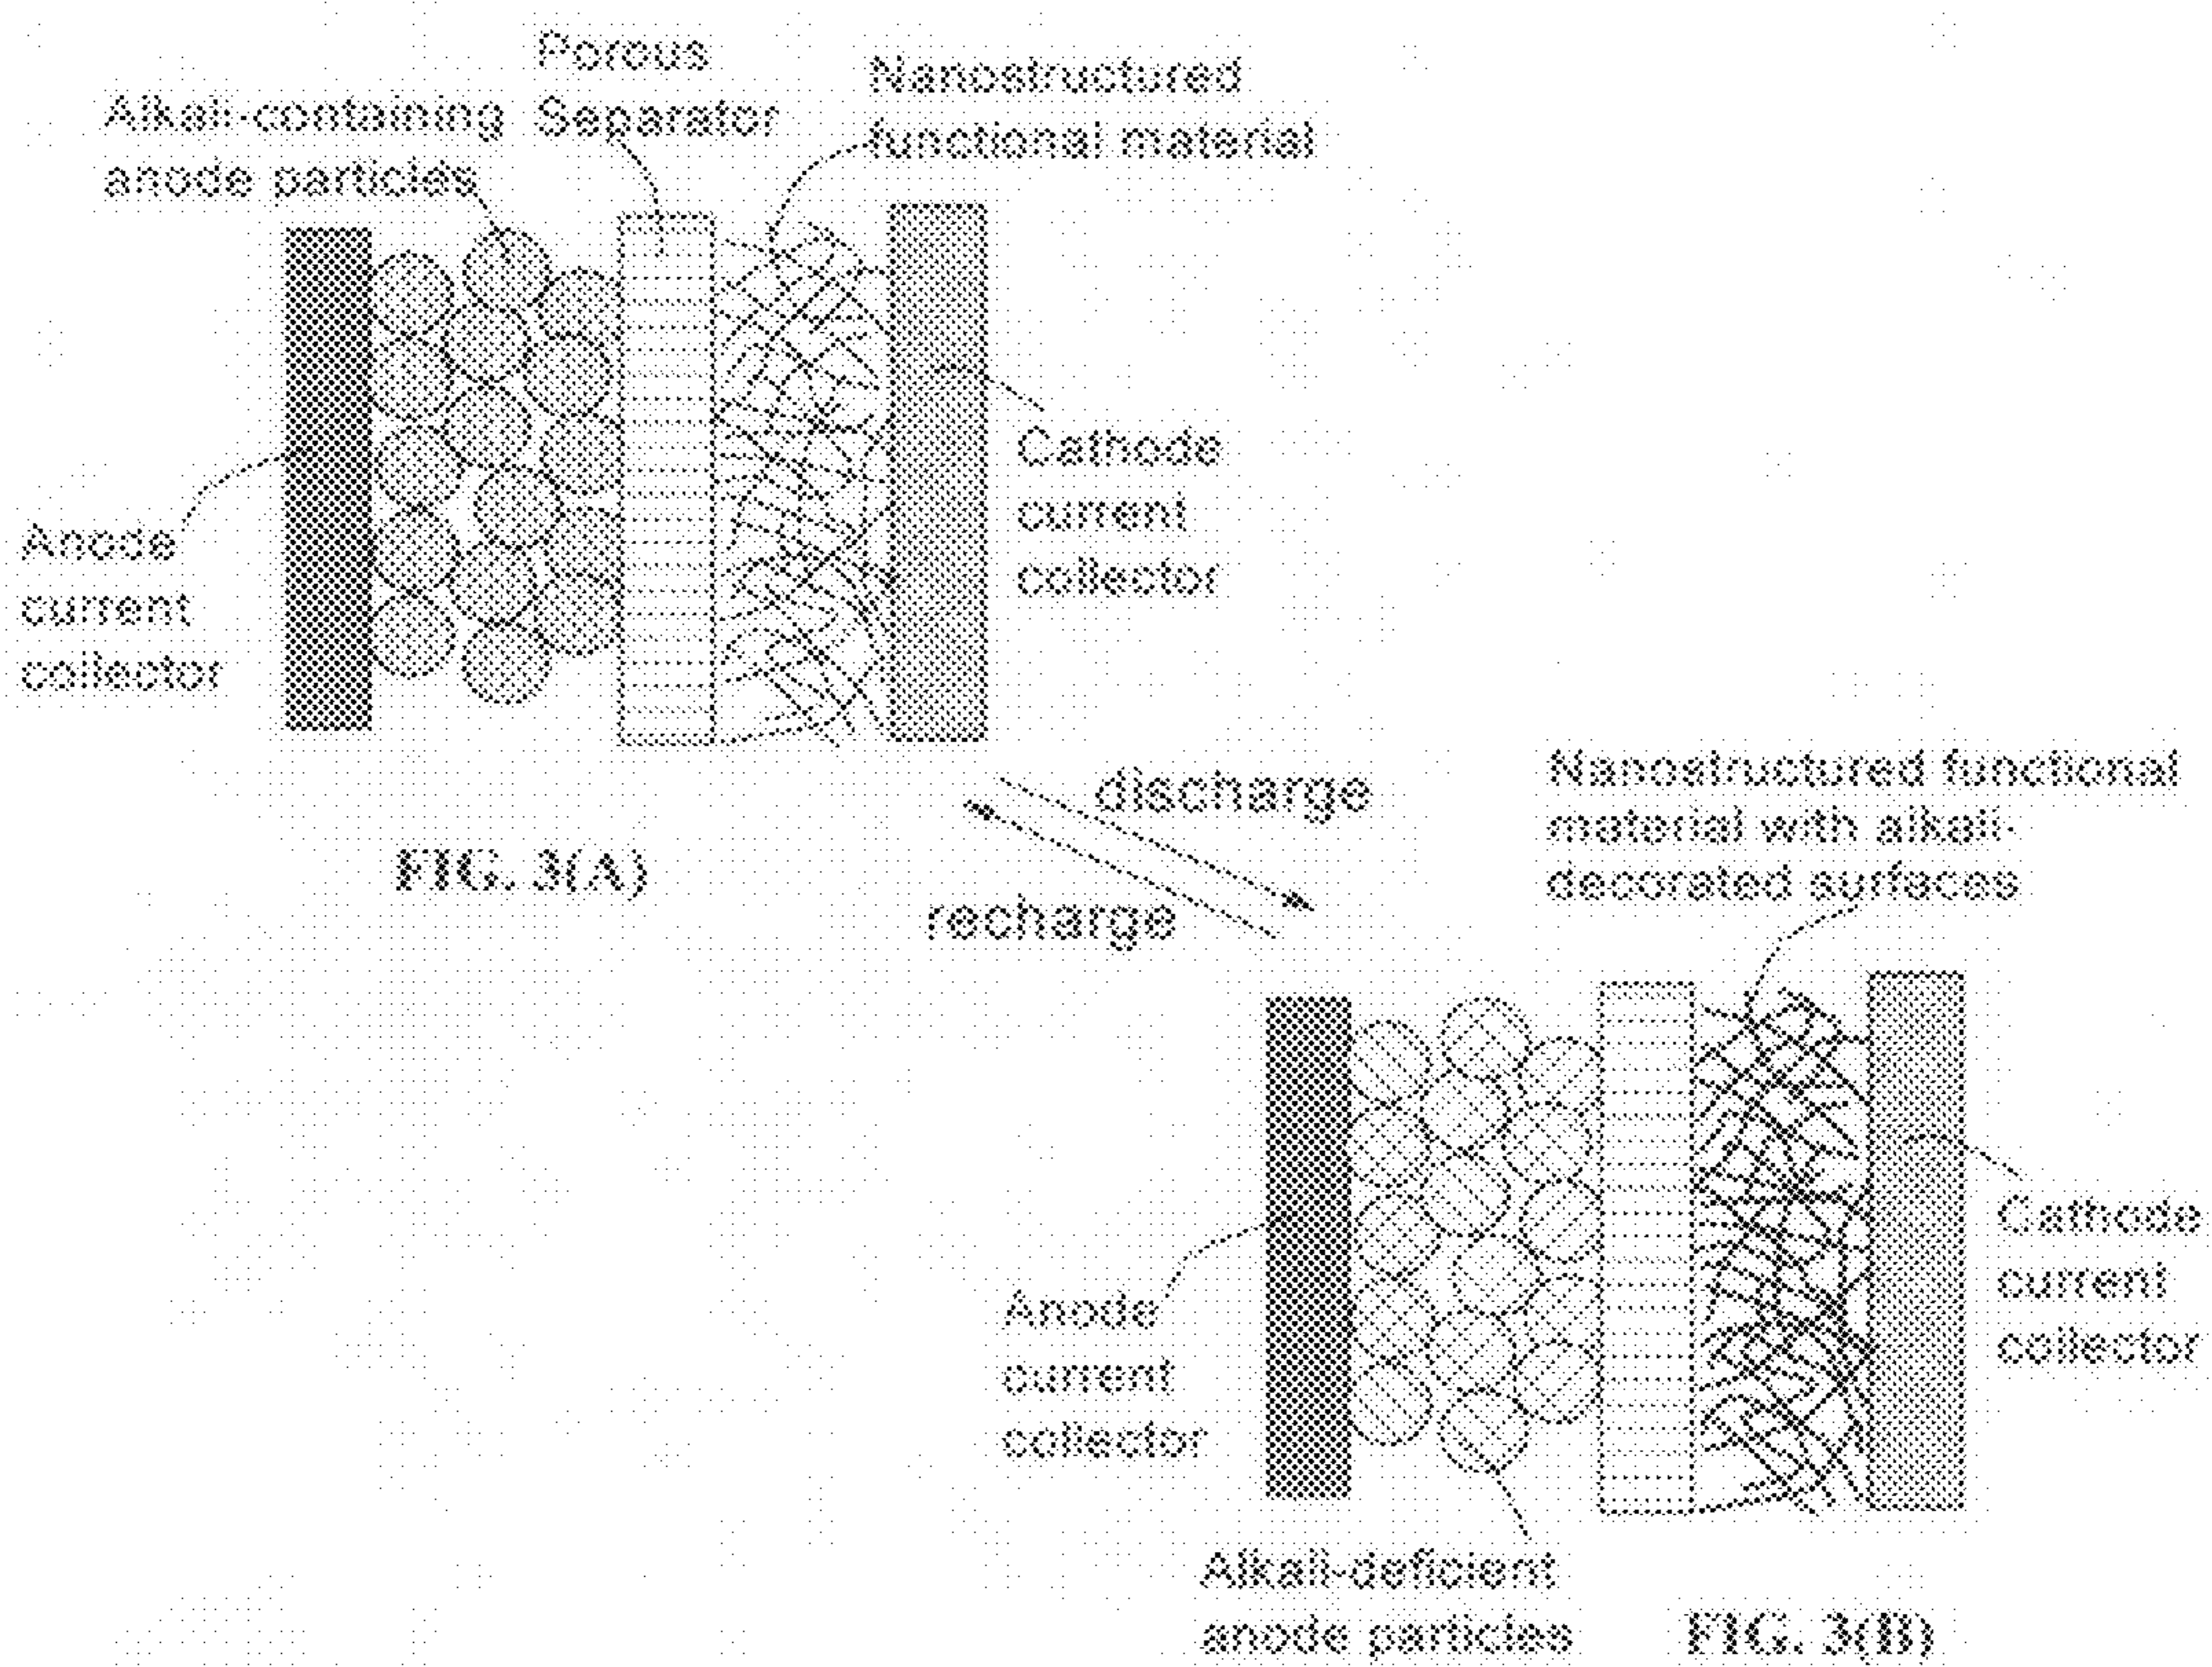 Porous
Separator
Alkali-containing
anode particles
Nanostructured
functional material
Anode
current
collector
Cathode
current
collector
FIG. 3(A)
discharge
recharge
Nanostructured functional
material with alkali-
decorated surfaces
Anode
current
collector
Cathode
current
collector
Alkali-deficient
anode particles
FIG. 3(B)